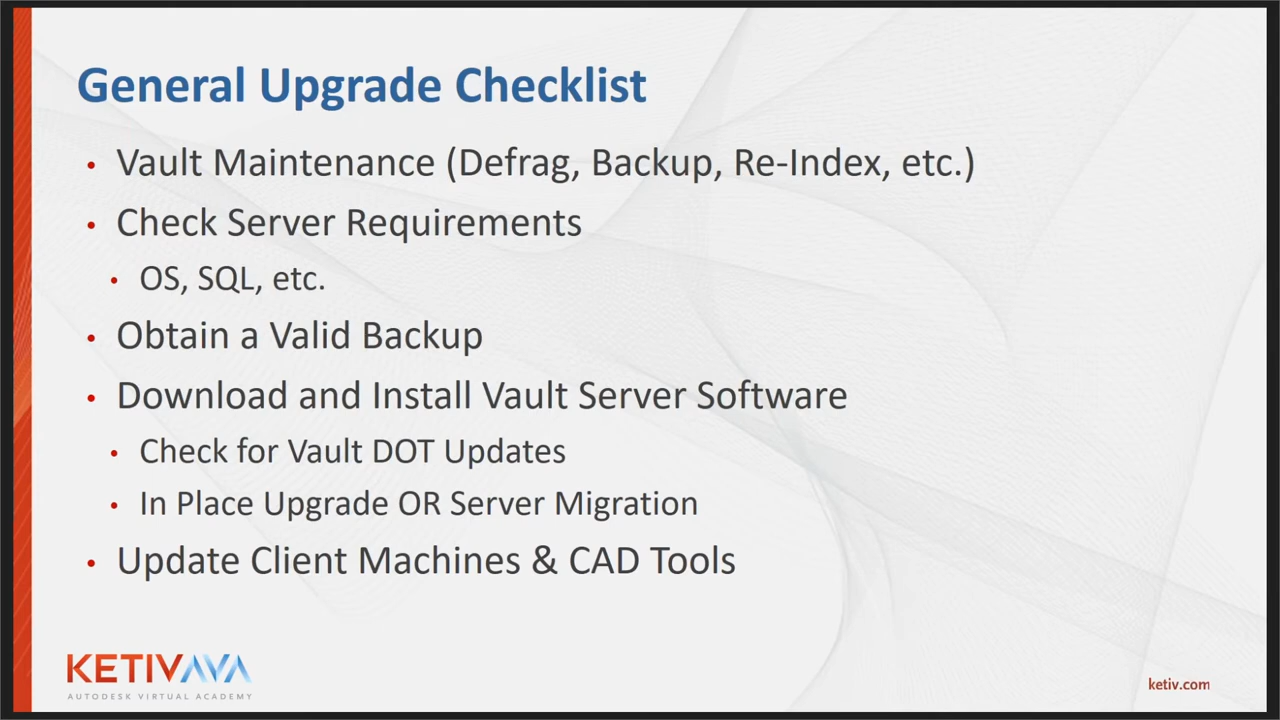 General Upgrade Checklist
• Vault Maintenance (Defrag, Backup, Re-Index, etc.)
• Check Server Requirements
• OS, SQL, etc.
• Obtain a Valid Backup
• Download and Install Vault Server Software
• Check for Vault DOT Updates
• In Place Upgrade OR Server Migration
• Update Client Machines & CAD Tools
KETIVAVA
AUTODESK VIRTUAL ACADEMY
ketiv.com